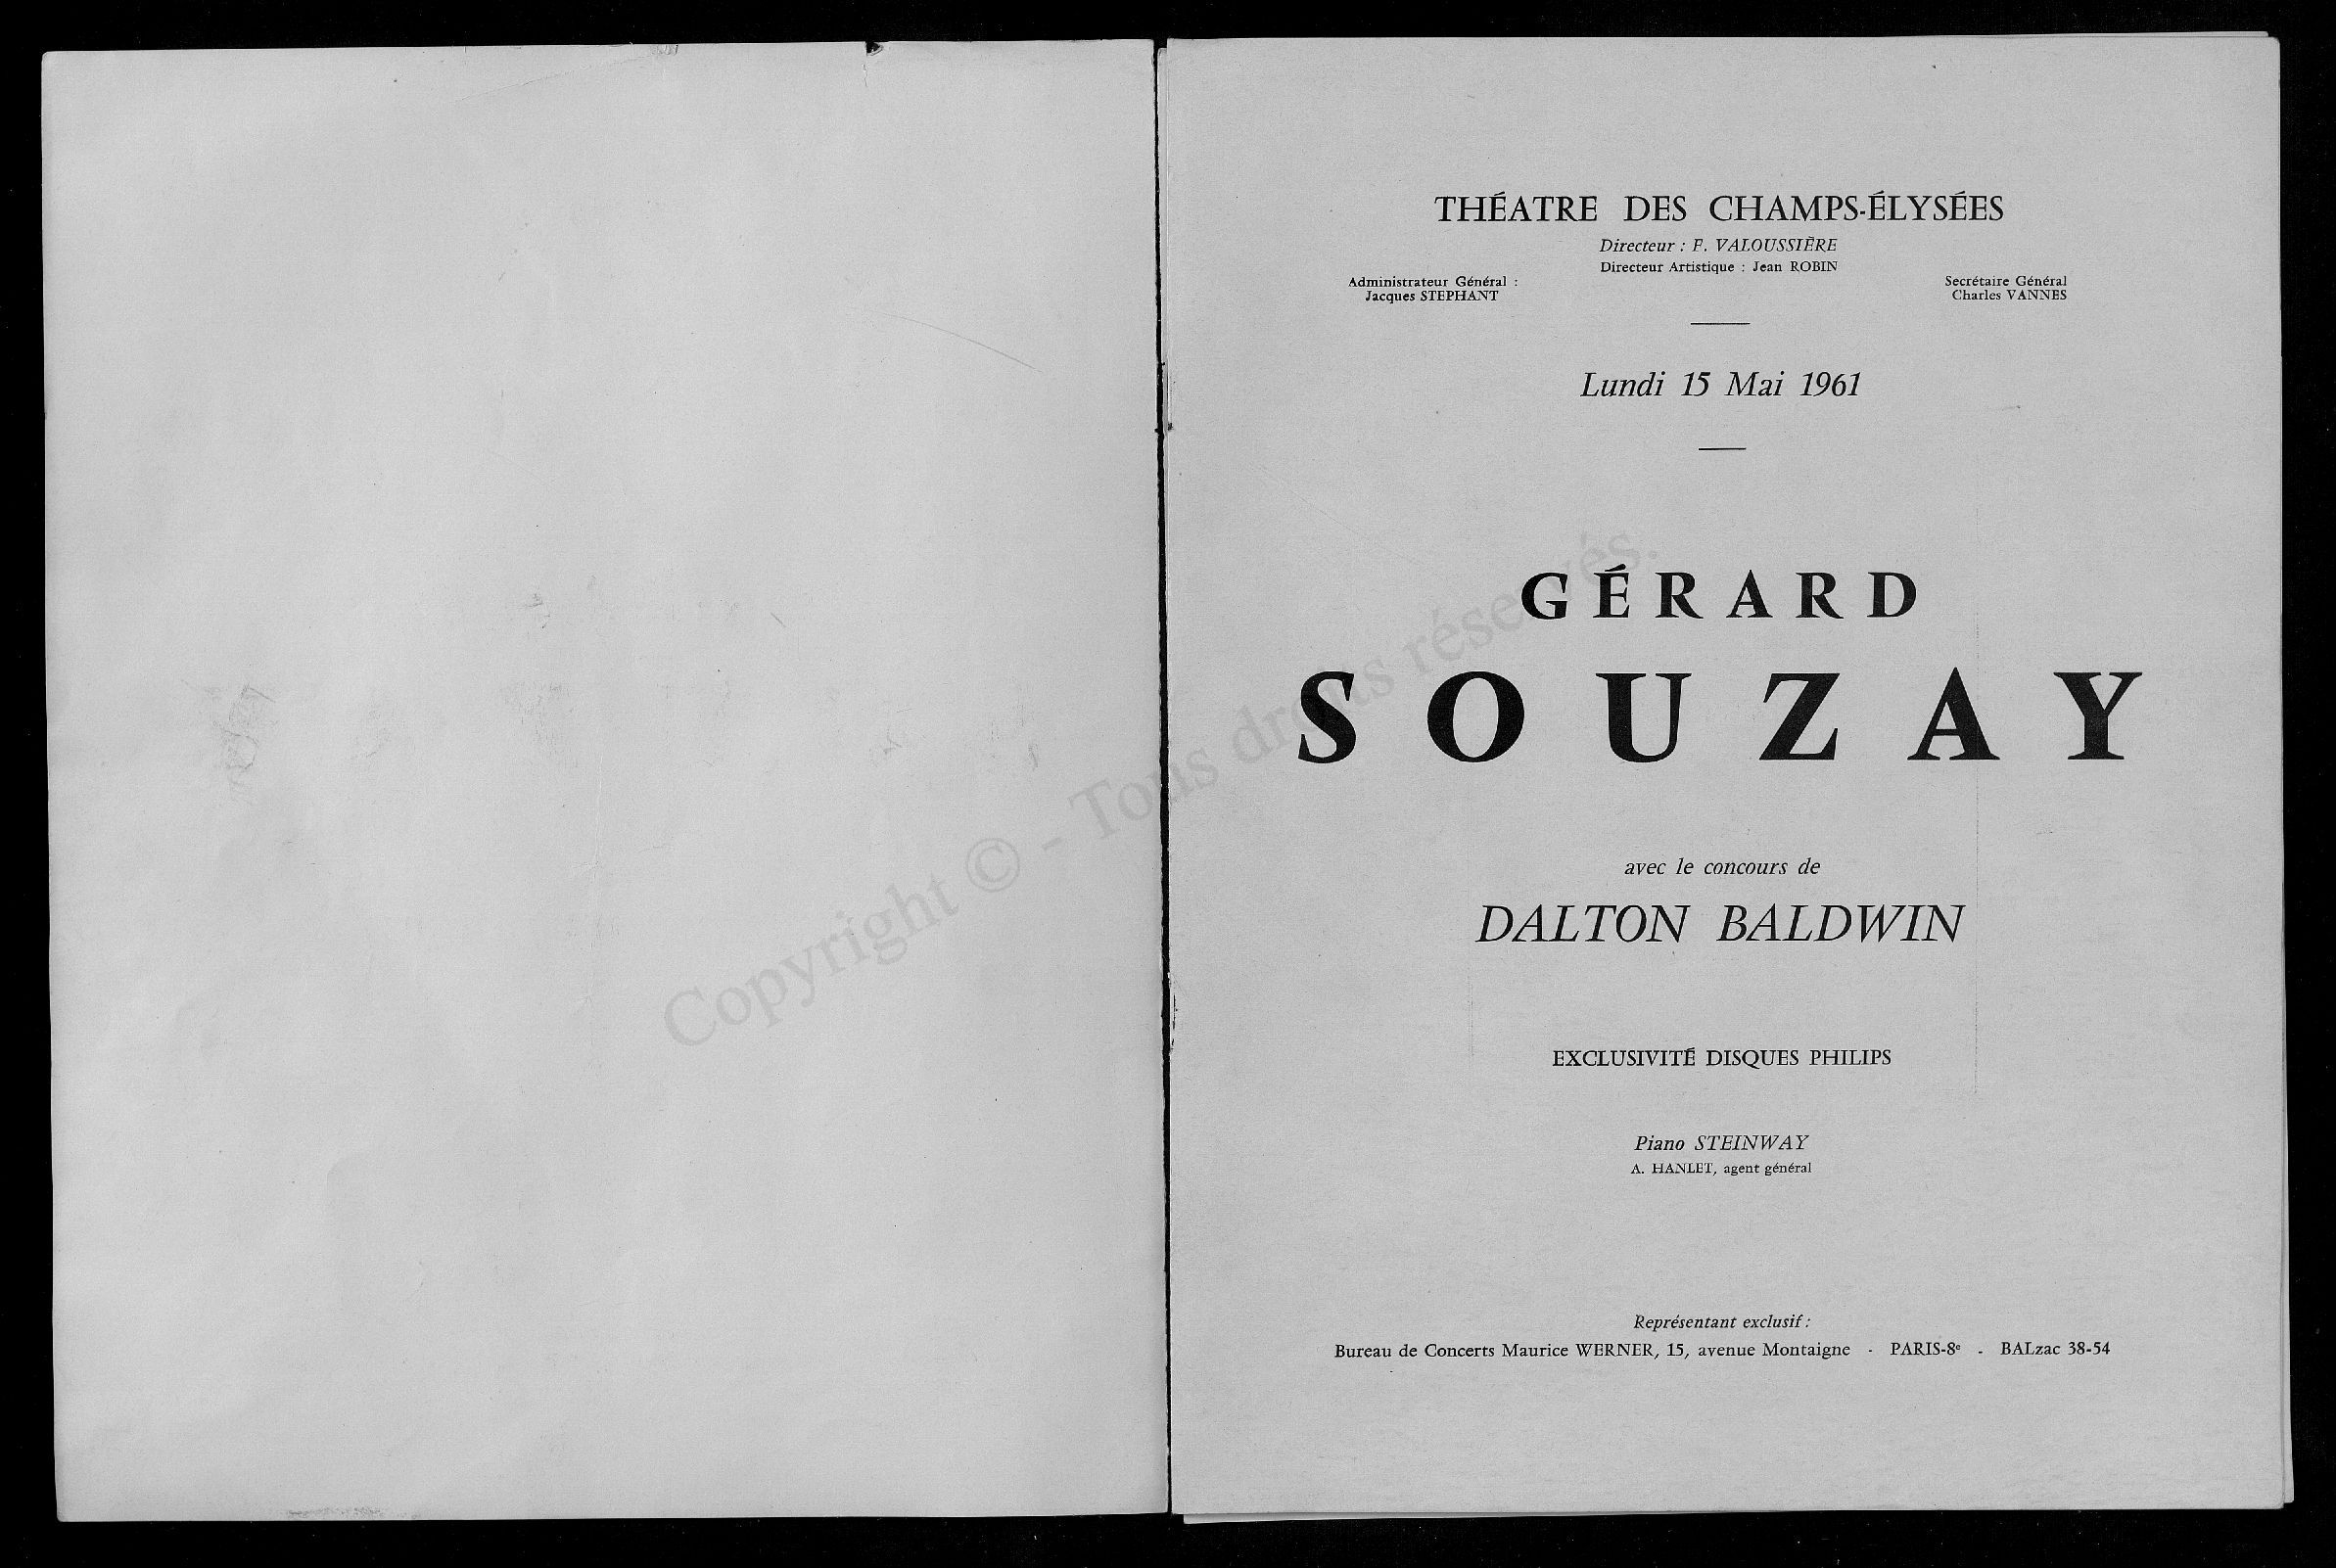 THÉATRE DES CHAMPS-ÉLYSÉES
Directeur : F. VALOUSSIÈRE
Directeur Artistique : Jean ROBIN
Administrateur Général :
Jacques STEPHANT
Secrétaire Général
Charles VANNES
Lundi 15 Mai 1961
GÉRARD
SOUZAY
avec le concours de
DALTON BALDWIN
EXCLUSIVITÉ DISQUES PHILIPS
Piano STEINWAY
A. HANLET, agent général
Représentant exclusif :
Bureau de Concerts Maurice WERNER, 15, avenue Montaigne - PARIS-8e - BALzac 38-54
Copyright © - Tous droits réservés.